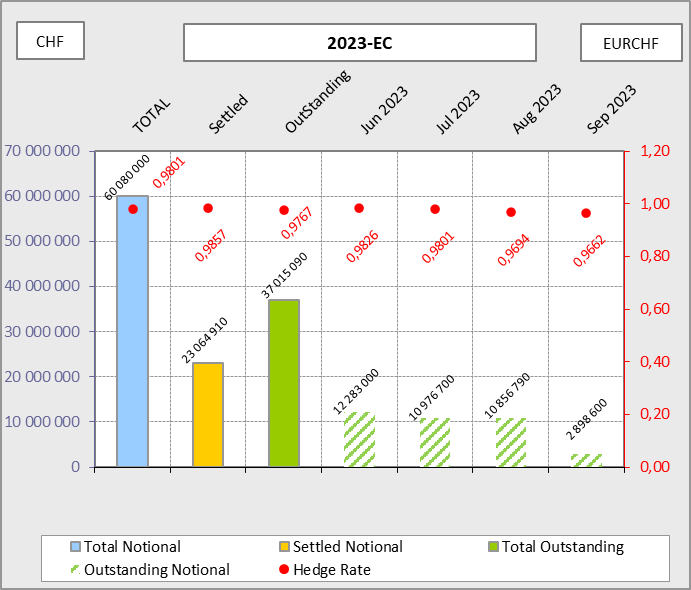 CHF
2023-EC
EURCHF
TOTAL
Settled
OutStanding
Jun 2023
Jul 2023
Aug 2023
Sep 2023
70 000 000
60 000 000
50 000 000
40 000 000
30 000 000
20 000 000
10 000 000
0
60 080 000
23 064 910
37 015 090
12 283 000
10 976 700
10 856 790
2 898 600
0,9801
0,9857
0,9767
0,9826
0,9801
0,9694
0,9662
1,20
1,00
0,80
0,60
0,40
0,20
0,00
Total Notional
Settled Notional
Total Outstanding
Outstanding Notional
Hedge Rate